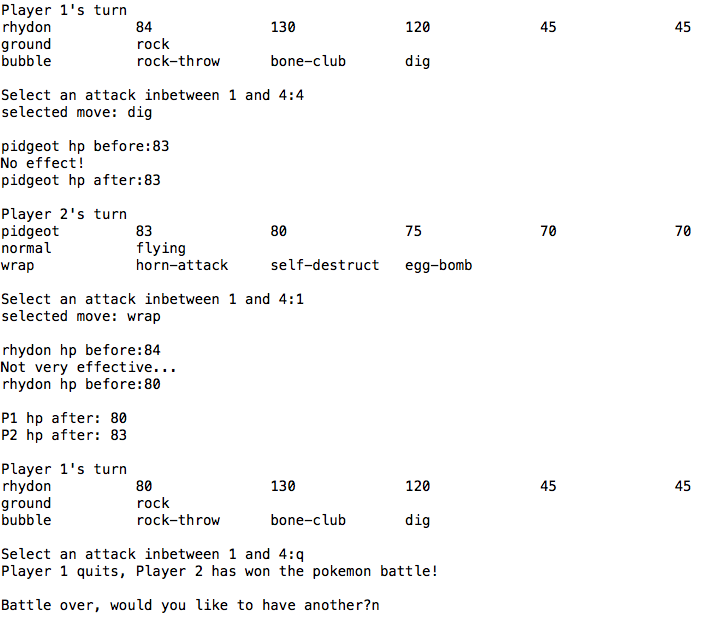 Player 1's turn
rhydon 84 130 120 45 45
ground rock
bubble rock-throw bone-club dig
Select an attack inbetween 1 and 4:4
selected move: dig
pidgeot hp before:83
No effect!
pidgeot hp after:83
Player 2's turn
pidgeot 83 80 75 70 70
normal flying
wrap horn-attack self-destruct egg-bomb
Select an attack inbetween 1 and 4:1
selected move: wrap
rhydon hp before:84
Not very effective...
rhydon hp before:80
P1 hp after: 80
P2 hp after: 83
Player 1's turn
rhydon 80 130 120 45 45
ground rock
bubble rock-throw bone-club dig
Select an attack inbetween 1 and 4:q
Player 1 quits, Player 2 has won the pokemon battle!
Battle over, would you like to have another?n